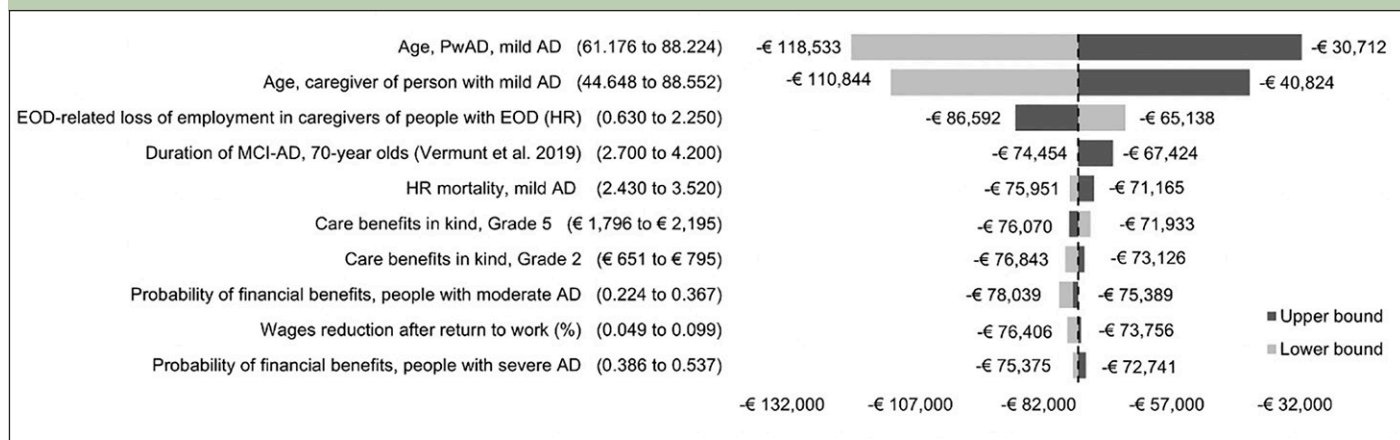 Age, PwAD, mild AD (61.176 to 88.224) -€ 118,533 -€ 30,712
Age, caregiver of person with mild AD (44.648 to 88.552) -€ 110,844 -€ 40,824
EOD-related loss of employment in caregivers of people with EOD (HR) (0.630 to 2.250) -€ 86,592 -€ 65,138
Duration of MCI-AD, 70-year olds (Vermunt et al. 2019) (2.700 to 4.200) -€ 74,454 -€ 67,424
HR mortality, mild AD (2.430 to 3.520) -€ 75,951 -€ 71,165
Care benefits in kind, Grade 5 (€ 1,796 to € 2,195) -€ 76,070 -€ 71,933
Care benefits in kind, Grade 2 (€ 651 to € 795) -€ 76,843 -€ 73,126
Probability of financial benefits, people with moderate AD (0.224 to 0.367) -€ 78,039 -€ 75,389
Wages reduction after return to work (%) (0.049 to 0.099) -€ 76,406 -€ 73,756
Probability of financial benefits, people with severe AD (0.386 to 0.537) -€ 75,375 -€ 72,741
Upper bound
Lower bound
-€ 132,000 -€ 107,000 -€ 82,000 -€ 57,000 -€ 32,000